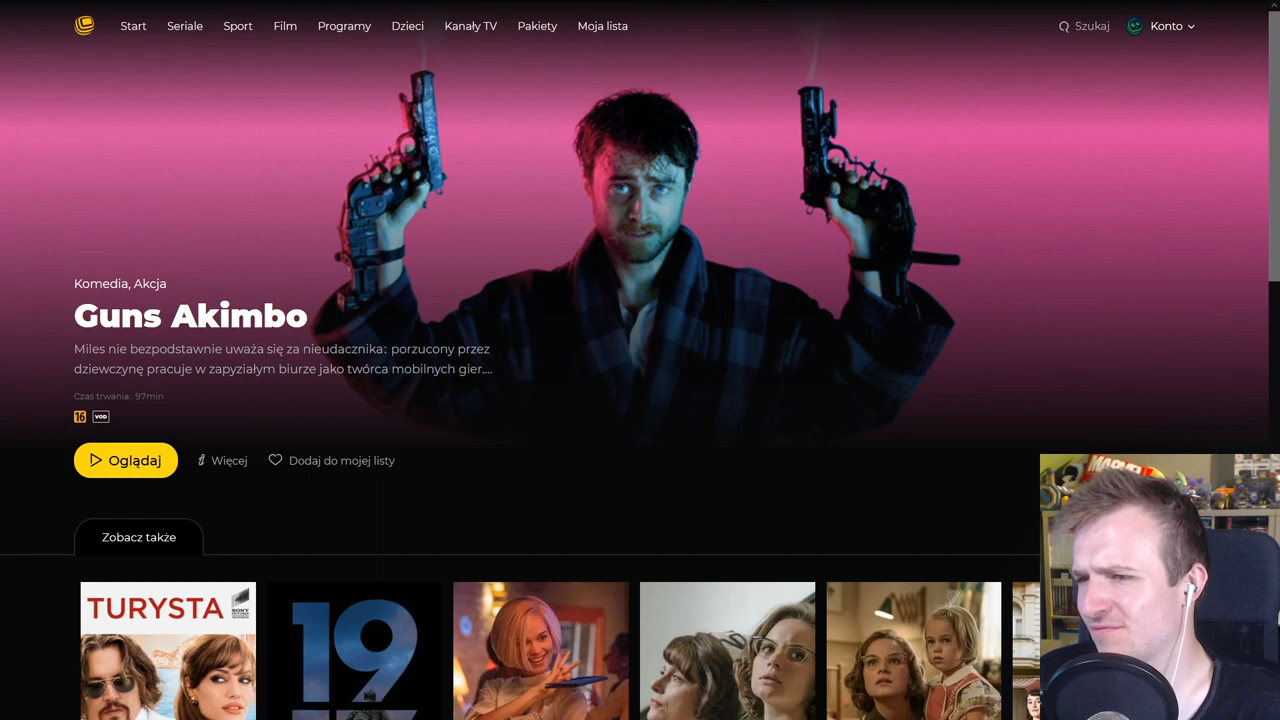 Start Seriale Sport Film Programy Dzieci Kanały TV Pakiety Moja lista Szukaj Konto
Komedia, Akcja
Guns Akimbo
Miles nie bezpodstawnie uważa się za nieudacznika: porzucony przez
dziewczynę pracuje w zapyziałym biurze jako twórca mobilnych gier....
Czas trwania: 97min
16 VOD
Oglądaj Więcej Dodaj do mojej listy
MARVEL
Zobacz także
TURYSTA
SONY
19